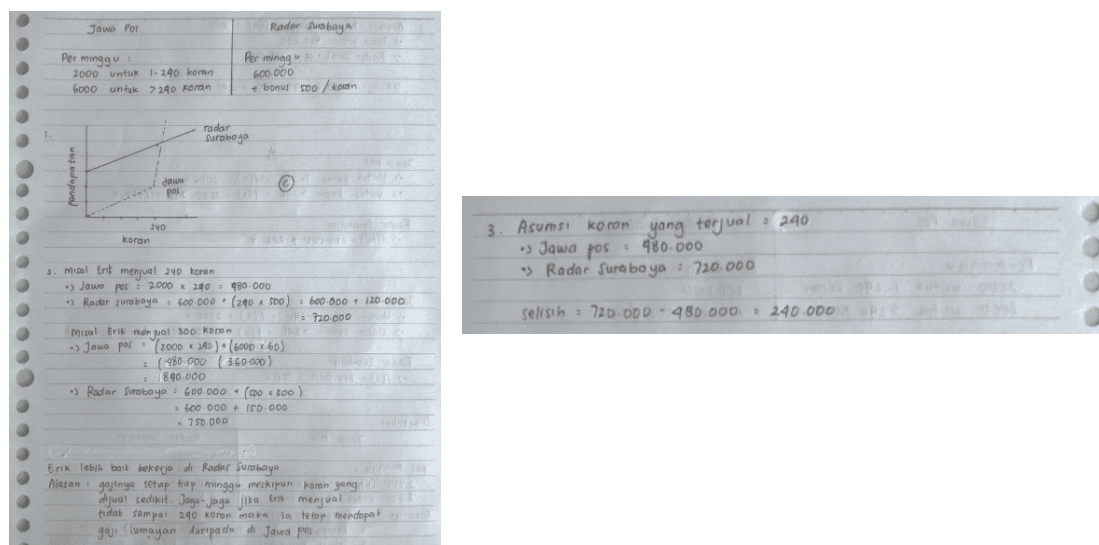 Jawa Pos
Radar Surabaya
Per minggu :
2000 untuk 1-240 koran
6000 untuk > 240 koran
Per minggu :
600.000
+ bonus 500 / koran
1.
Pendapatan
radar
surabaya
Jawa
pos
C
240
koran
2. misal Erik menjual 240 koran
•> Jawa pos : 2000 x 240 = 480.000
•> Radar surabaya = 600.000 + (240 x 500) = 600.000 + 120.000
= 720.000
misal Erik menjual 300 koran
•> Jawa pos = (2000 x 240) + (6000 x 60)
= (480.000 (360.000)
= 840.000
•> Radar Surabaya : 600.000 + (500 x 300)
= 600.000 + 150.000
= 750.000
Erik lebih baik bekerja di Radar Surabaya
Alasan : gajinya tetap tiap minggu meskipun koran yang
dijual sedikit. Jaga-jaga jika Erik menjual
tidak sampai 240 koran maka ia tetap mendapat
gaji lumayan daripada di Jawa pos.
3. Asumsi koran yang terjual = 240
•> Jawa pos : 480.000
•> Radar Surabaya : 720.000
selisih = 720.000 - 480.000 = 240.000